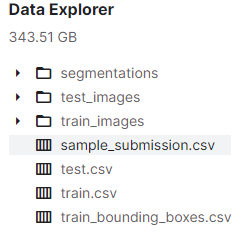 Data Explorer
343.51 GB
segmentations
test_images
train_images
sample_submission.csv
test.csv
train.csv
train_bounding_boxes.csv